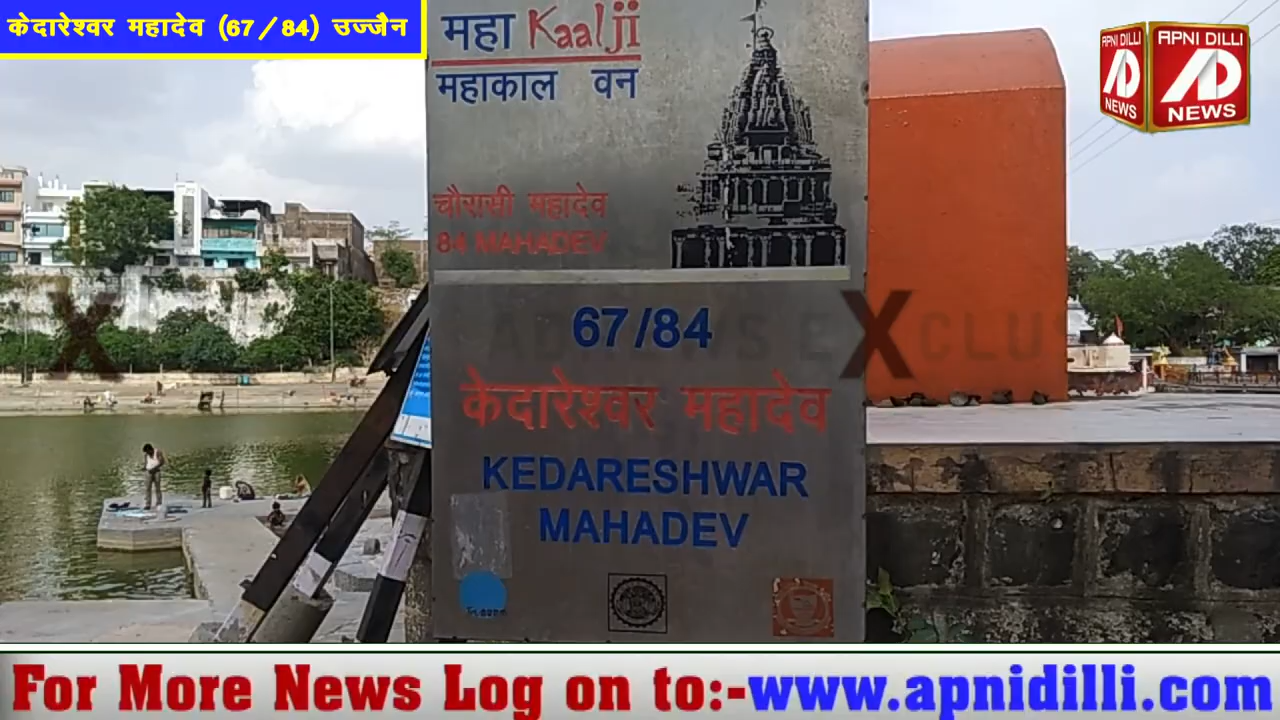 केदारेश्वर महादेव (67/84) उज्जैन
महा Kaalji
महाकाल वन
चौरासी महादेव
84 MAHADEV
67/84
केदारेश्वर महादेव
KEDARESHWAR
MAHADEV
APNI DILLI
AD
NEWS
APNI DILLI
AD
NEWS
For More News Log on to:-www.apnidilli.com